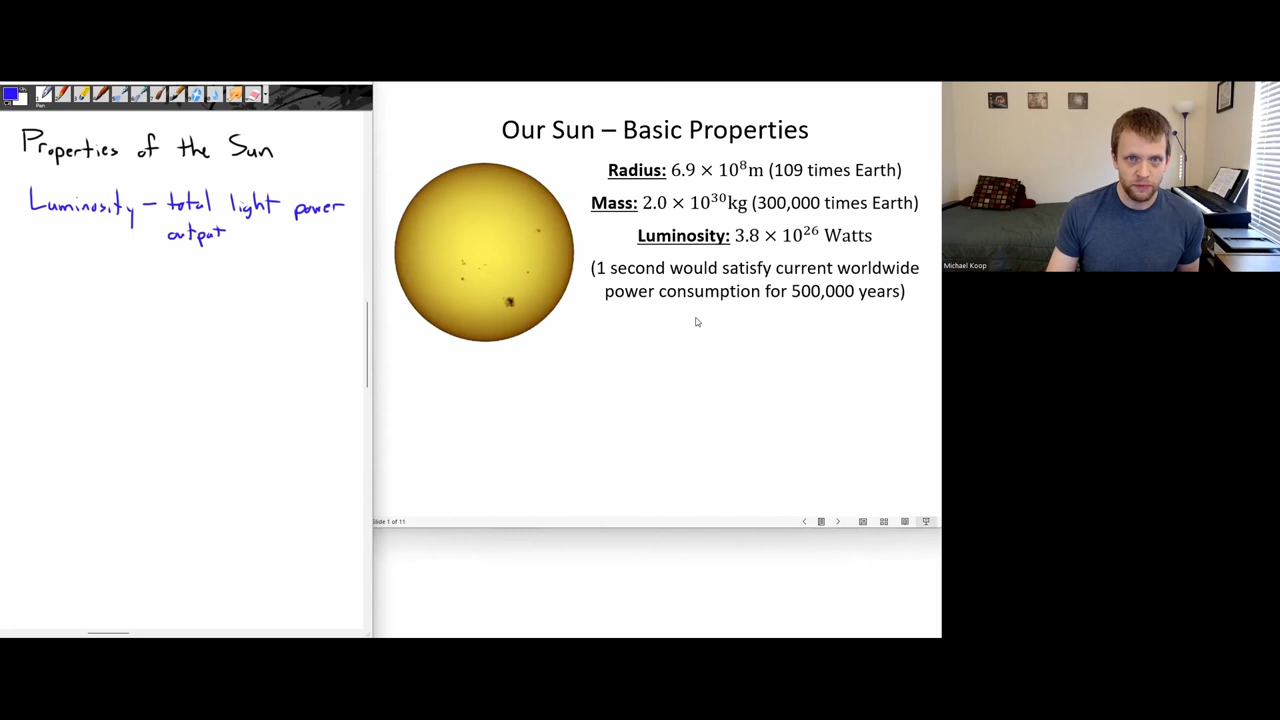 Pen
Properties of the Sun
Luminosity – total light power
output
Our Sun – Basic Properties
Radius: 6.9 × 10⁸m (109 times Earth)
Mass: 2.0 × 10³⁰kg (300,000 times Earth)
Luminosity: 3.8 × 10²⁶ Watts
(1 second would satisfy current worldwide
power consumption for 500,000 years)
Slide 1 of 11
Michael Koop